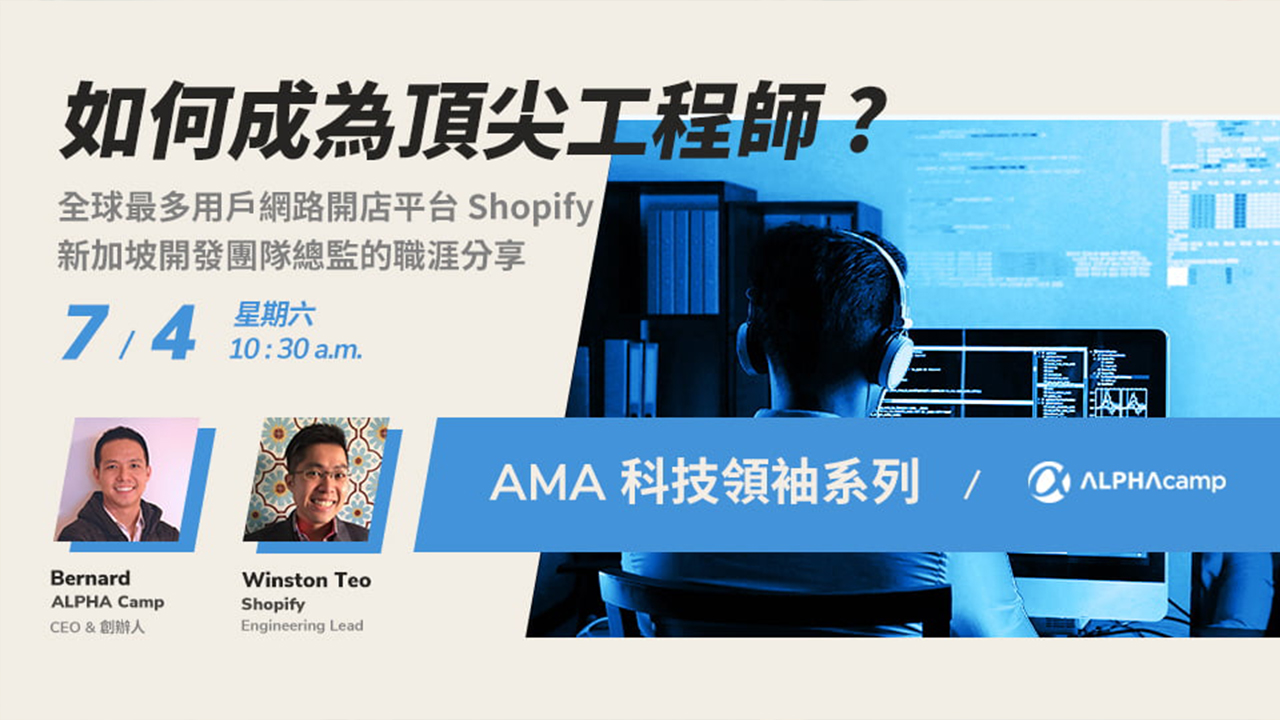 如何成為頂尖工程師？
全球最多用戶網路開店平台 Shopify
新加坡開發團隊總監的職涯分享
7 / 4
星期六
10 : 30 a.m.
AMA 科技領袖系列 / ALPHAcamp
Bernard
ALPHA Camp
CEO & 創辦人
Winston Teo
Shopify
Engineering Lead